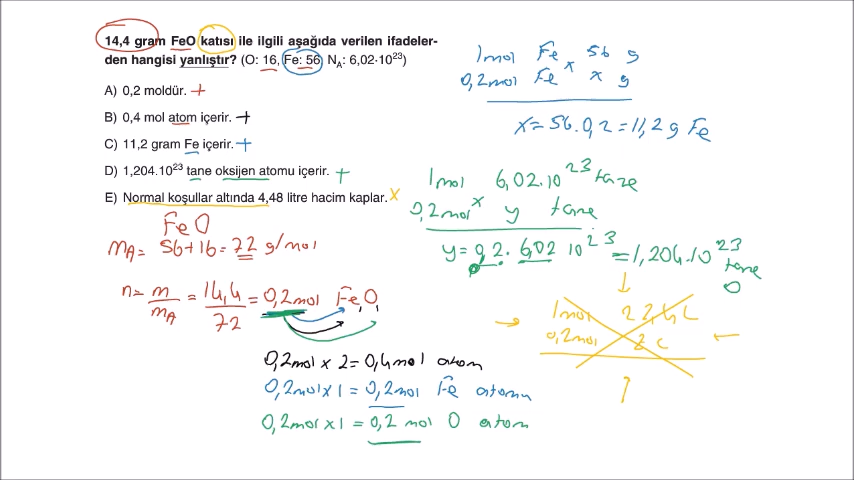 14,4 gram FeO katısı ile ilgili aşağıda verilen ifadeler-
den hangisi yanlıştır? (O: 16, Fe: 56 N_A: 6,02·10²³)
A) 0,2 moldür. +
B) 0,4 mol atom içerir. +
C) 11,2 gram Fe içerir. +
D) 1,204.10²³ tane oksijen atomu içerir. +
E) Normal koşullar altında 4,48 litre hacim kaplar. x
FeO
m_A = 56+16 = 72 g/mol
n = m/m_A = 14,4/72 = 0,2 mol FeO
0,2mol x 2 = 0,4 mol atom
0,2mol x 1 = 0,2mol Fe atomu
0,2mol x 1 = 0,2 mol O atom
1mol Fe 56 g
0,2mol Fe x x g
x = 56.0,2 = 11,2 g Fe
1mol 6,02.10²³ tane
0,2mol x y tane
y = 0,2. 6,02 10²³ = 1,204.10²³ tane O
1mol 22,4 L
0,2mol